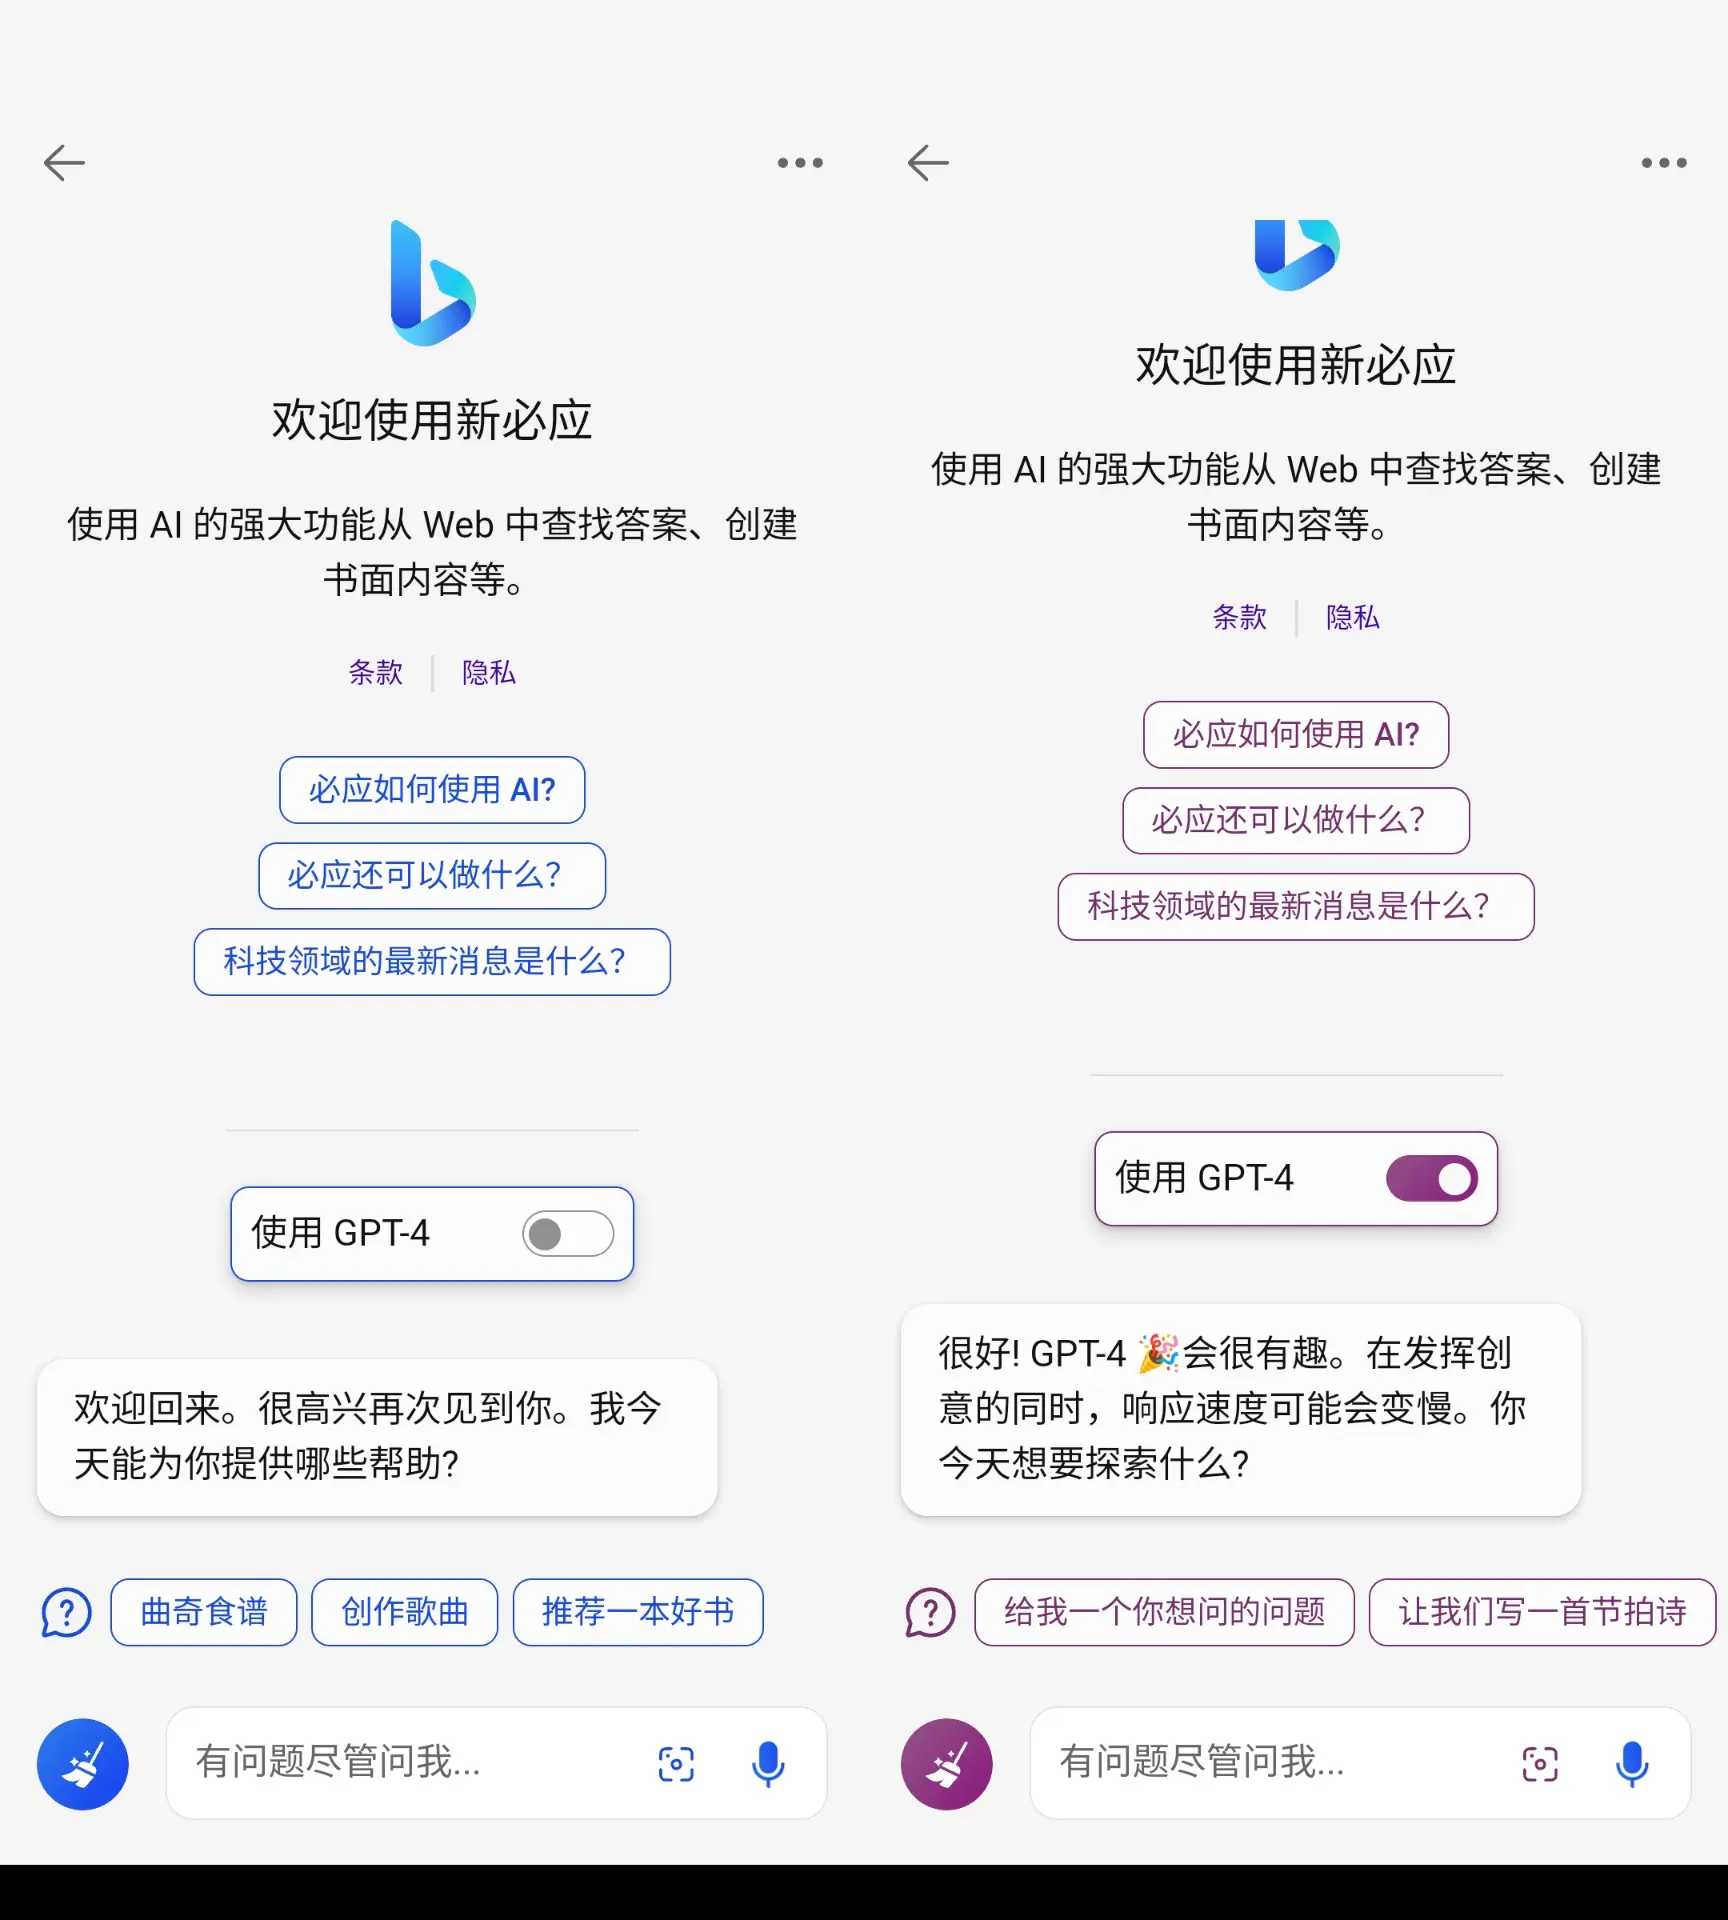 欢迎使用新必应
使用 AI 的强大功能从 Web 中查找答案、创建
书面内容等。
条款
隐私
必应如何使用 AI?
必应还可以做什么？
科技领域的最新消息是什么？
使用 GPT-4
欢迎回来。很高兴再次见到你。我今
天能为你提供哪些帮助?
曲奇食谱
创作歌曲
推荐一本好书
有问题尽管问我...
欢迎使用新必应
使用 AI 的强大功能从 Web 中查找答案、创建
书面内容等。
条款
隐私
必应如何使用 AI?
必应还可以做什么？
科技领域的最新消息是什么？
使用 GPT-4
很好! GPT-4 🎉会很有趣。在发挥创
意的同时，响应速度可能会变慢。你
今天想要探索什么?
给我一个你想问的问题
让我们写一首节拍诗
有问题尽管问我...